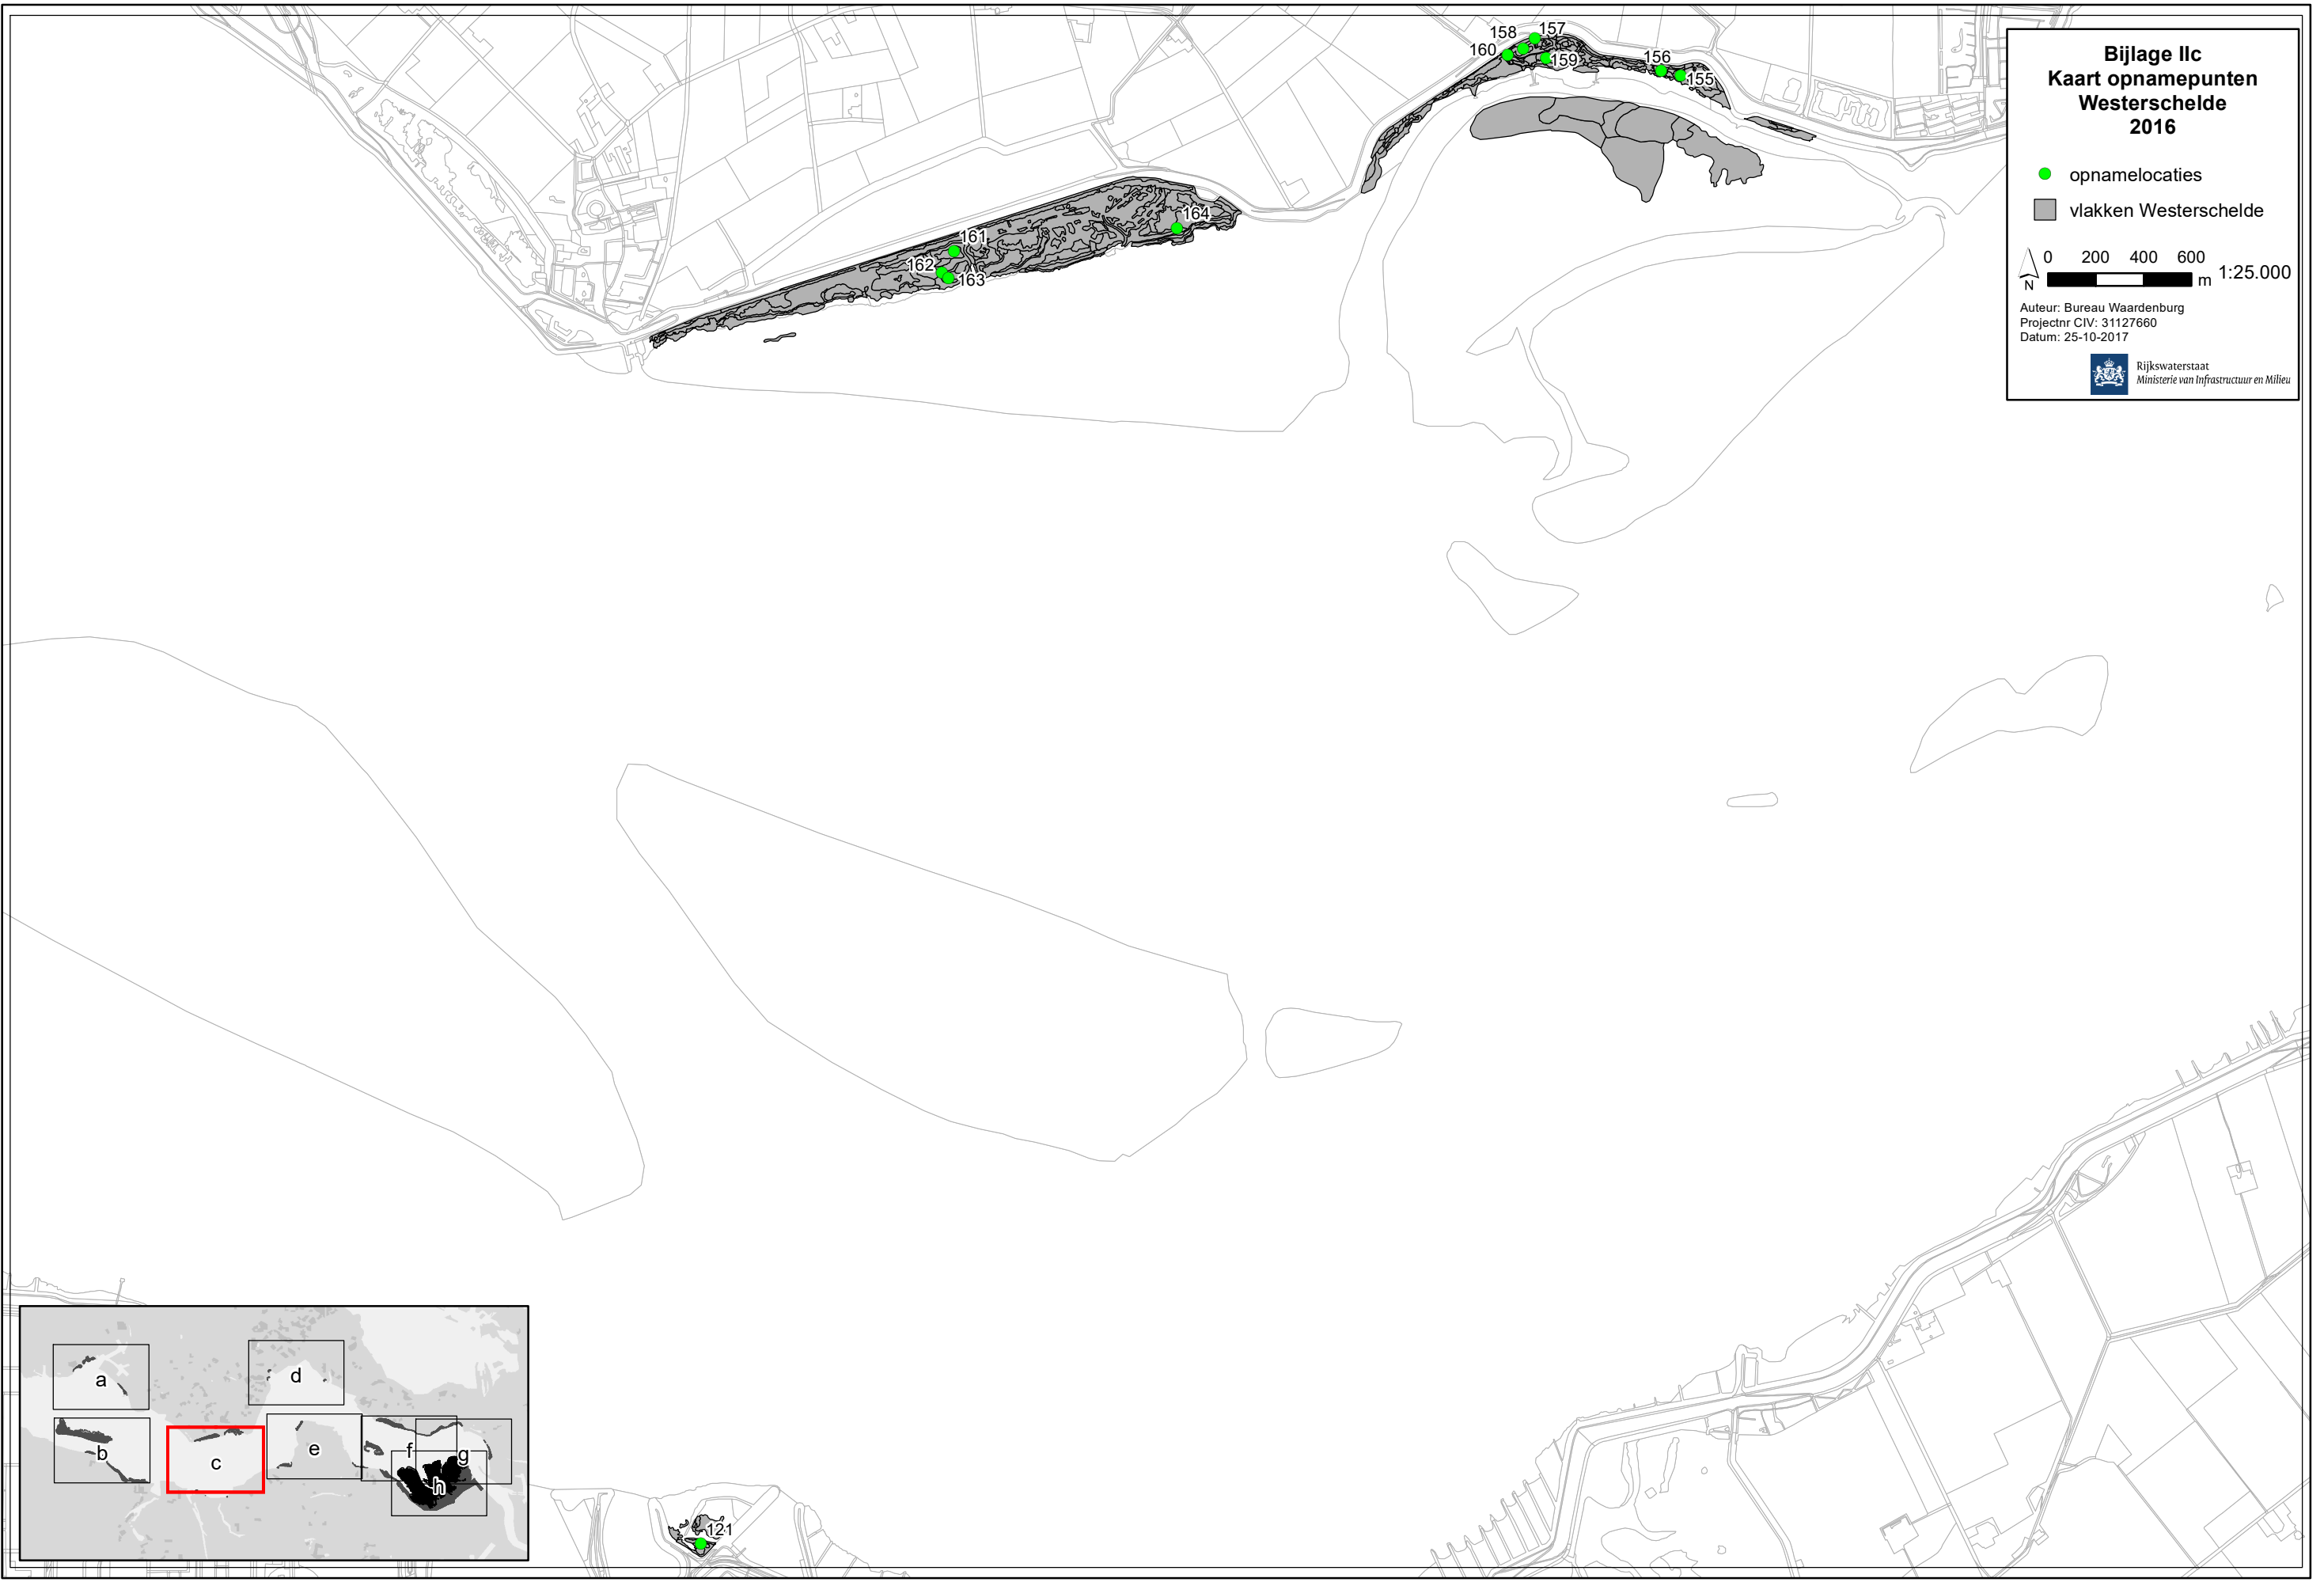 Bijlage IIc
Kaart opnamepunten
Westerschelde
2016
opnamelocaties
vlakken Westerschelde
0 200 400 600
m 1:25.000
N
Auteur: Bureau Waardenburg
Projectnr CIV: 31127660
Datum: 25-10-2017
Rijkswaterstaat
Ministerie van Infrastructuur en Milieu
158 157
160 159
156
155
164
161
162
163
121
a
d
b
c
e
f
g
h